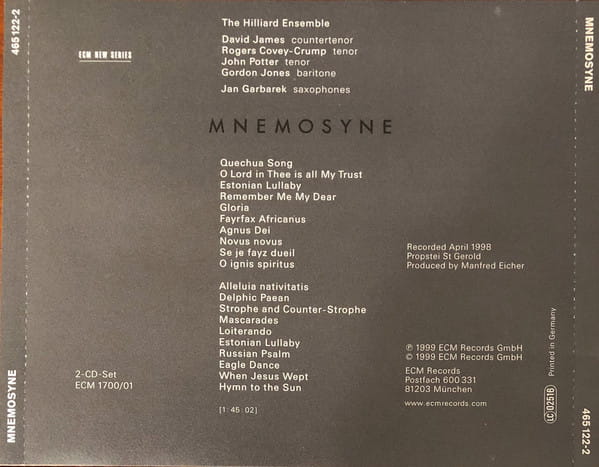 465 122-2
MNEMOSYNE
ECM NEW SERIES
The Hilliard Ensemble
David James countertenor
Rogers Covey-Crump tenor
John Potter tenor
Gordon Jones baritone
Jan Garbarek saxophones
MNEMOSYNE
Quechua Song
O Lord in Thee is all My Trust
Estonian Lullaby
Remember Me My Dear
Gloria
Fayrfax Africanus
Agnus Dei
Novus novus
Se je fayz dueil
O ignis spiritus
Alleluia nativitatis
Delphic Paean
Strophe and Counter-Strophe
Mascarades
Loiterando
Estonian Lullaby
Russian Psalm
Eagle Dance
When Jesus Wept
Hymn to the Sun
[1:45:02]
Recorded April 1998
Propstei St Gerold
Produced by Manfred Eicher
℗ 1999 ECM Records GmbH
© 1999 ECM Records GmbH
ECM Records
Postfach 600 331
81203 München
www.ecmrecords.com
2-CD-Set
ECM 1700/01
Printed in Germany
LC 02516
MNEMOSYNE
465 122-2